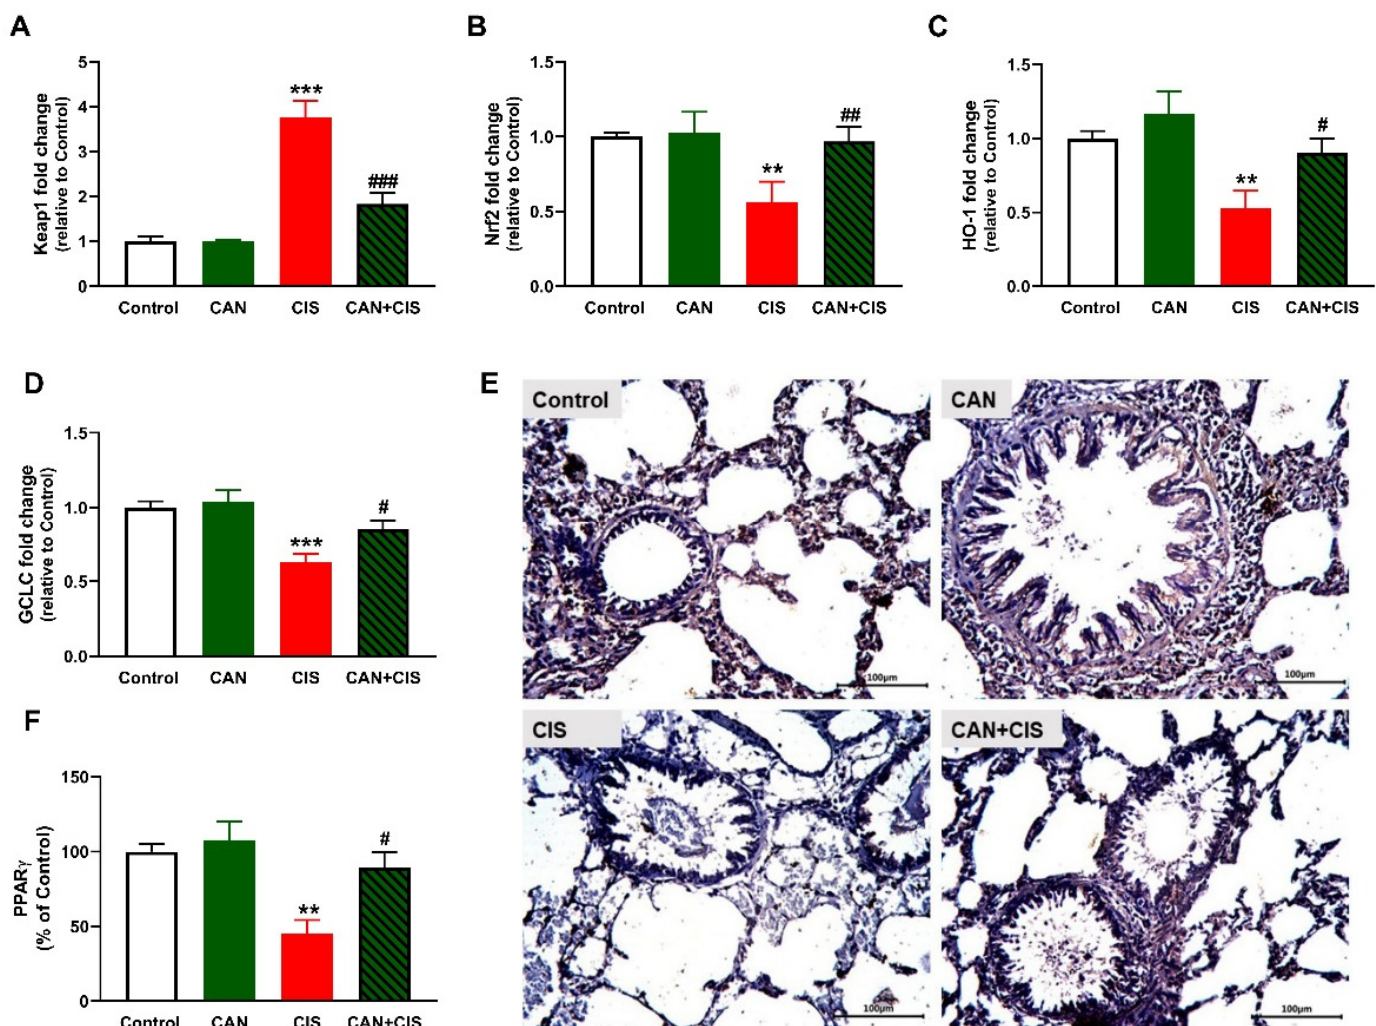 A
Keap1 fold change
(relative to Control)
5
4
3
2
1
0
***
###
Control CAN CIS CAN+CIS
B
Nrf2 fold change
(relative to Control)
1.5
1.0
0.5
0.0
**
##
Control CAN CIS CAN+CIS
C
HO-1 fold change
(relative to Control)
1.5
1.0
0.5
0.0
**
#
Control CAN CIS CAN+CIS
D
GCLC fold change
(relative to Control)
1.5
1.0
0.5
0.0
***
#
Control CAN CIS CAN+CIS
E
Control
100µm
CAN
100µm
CIS
100µm
CAN+CIS
100µm
F
PPARγ
(% of Control)
150
100
50
0
**
#
Control CAN CIS CAN+CIS